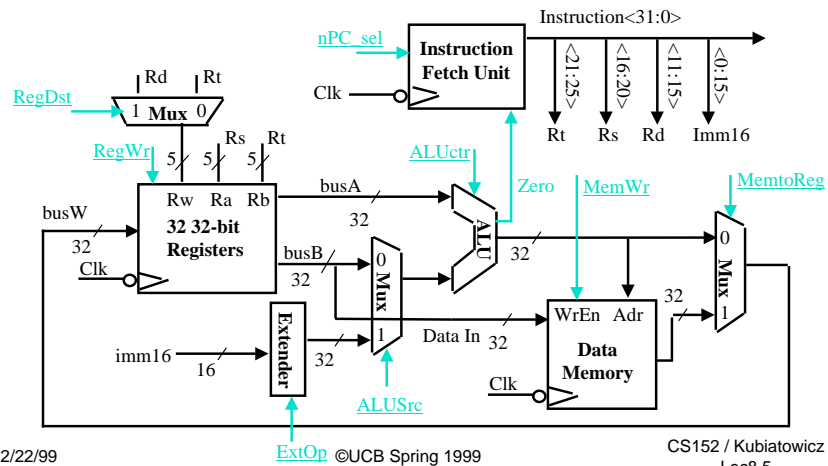 Instruction<31:0>
nPC_sel
Instruction
Fetch Unit
Clk
<21:25>
<16:20>
<11:15>
<0:15>
Rt
Rs
Rd
Imm16
Rd
Rt
RegDst
1 Mux 0
RegWr
5
5
Rs
5
Rt
ALUctr
Zero
MemWr
MemtoReg
busW
32
Rw Ra Rb
32 32-bit
Registers
Clk
busA
32
busB
32
0
Mux
1
ALU
32
0
Mux
1
32
imm16
16
Extender
32
Data In
32
WrEn Adr
Data
Memory
Clk
ALUSrc
ExtOp
2/22/99
©UCB Spring 1999
CS152 / Kubiatowicz